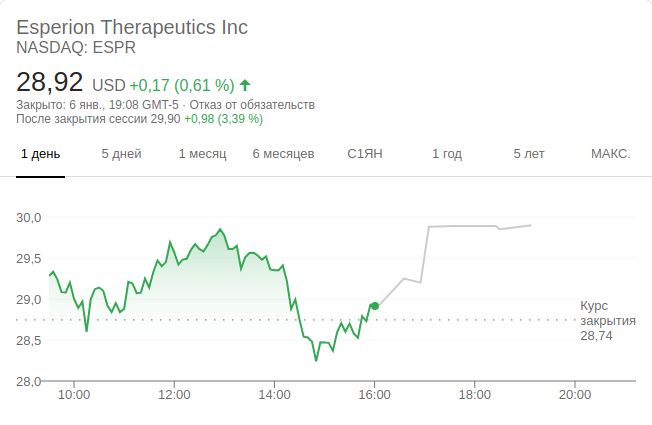 Esperion Therapeutics Inc
NASDAQ: ESPR
28,92 USD +0,17 (0,61 %)
Закрыто: 6 янв., 19:08 GMT-5 · Отказ от обязательств
После закрытия сессии 29,90 +0,98 (3,39 %)
1 день 5 дней 1 месяц 6 месяцев С1ЯН 1 год 5 лет МАКС.
30,0
29,5
29,0
Курс
закрытия
28,74
28,5
28,0
10:00 12:00 14:00 16:00 18:00 20:00